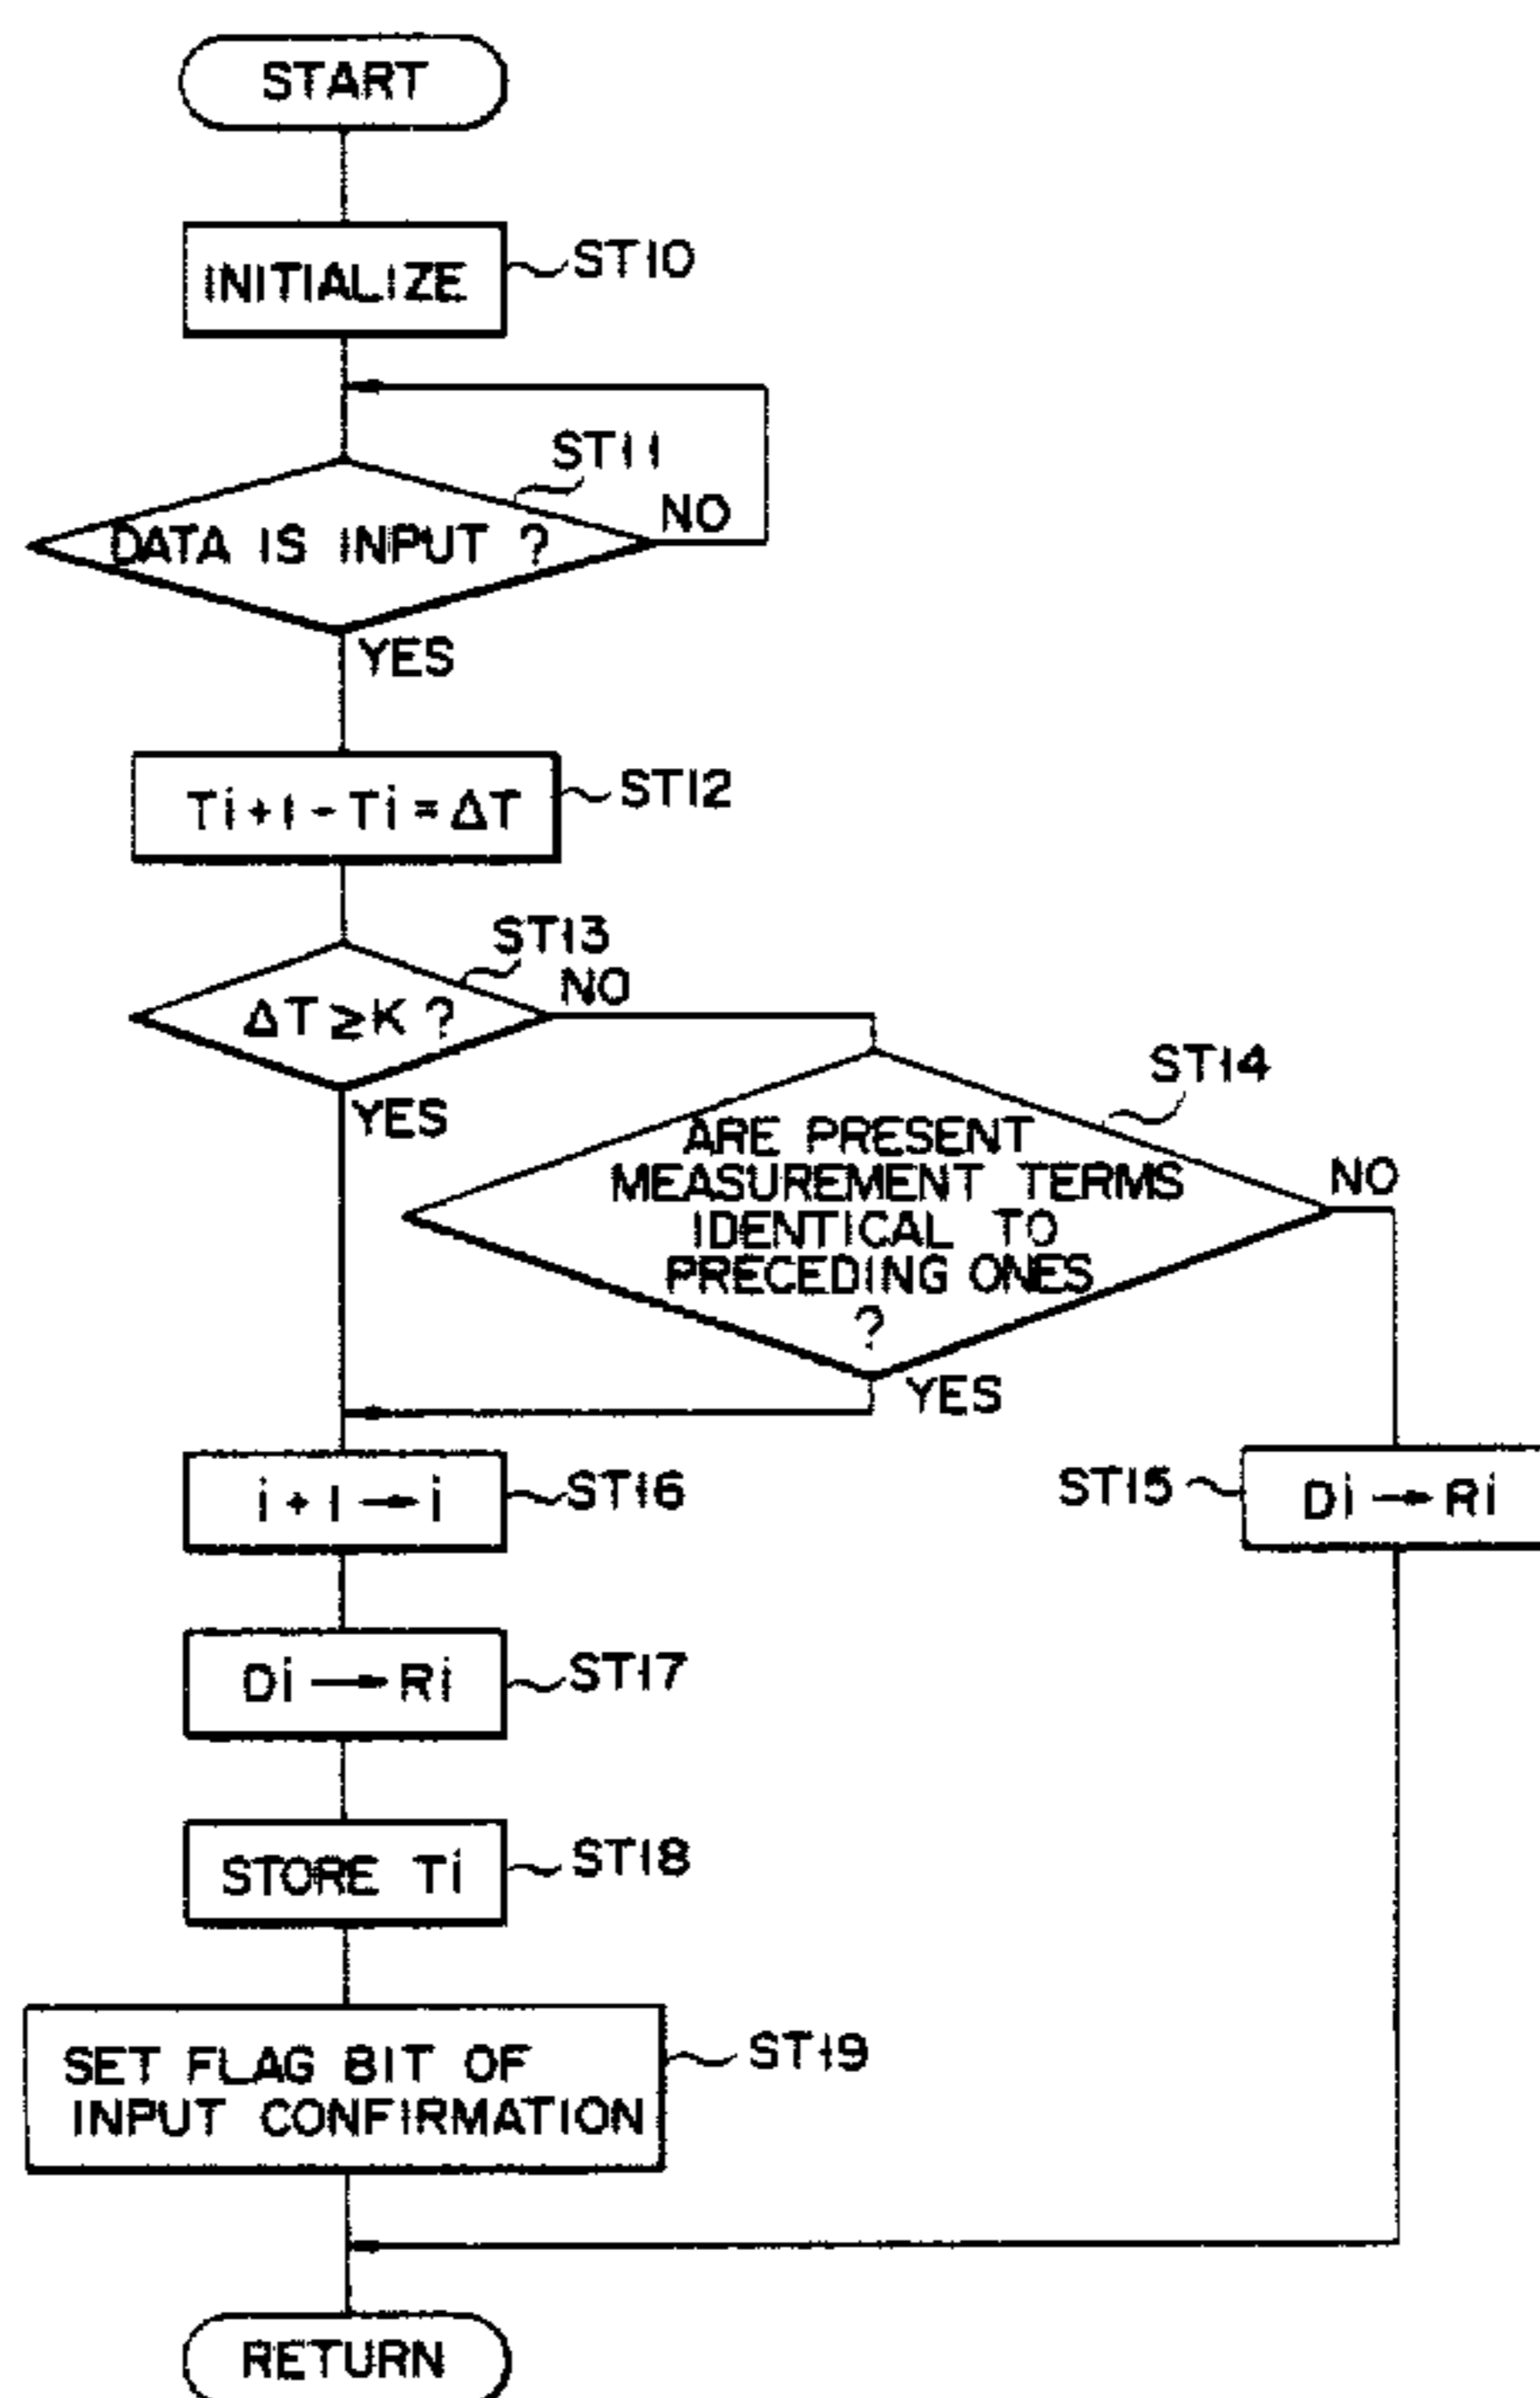 START
INITIALIZE
ST10
ST11
DATA IS INPUT ?
NO
YES
Ti+1-Ti=ΔT
ST12
ST13
ΔT≥K ?
NO
YES
ST14
ARE PRESENT
MEASUREMENT TERMS
IDENTICAL TO
PRECEDING ONES
?
NO
YES
i+1→i
ST16
ST15
Di→Ri
Di→Ri
ST17
STORE Ti
ST18
SET FLAG BIT OF
INPUT CONFIRMATION
ST19
RETURN